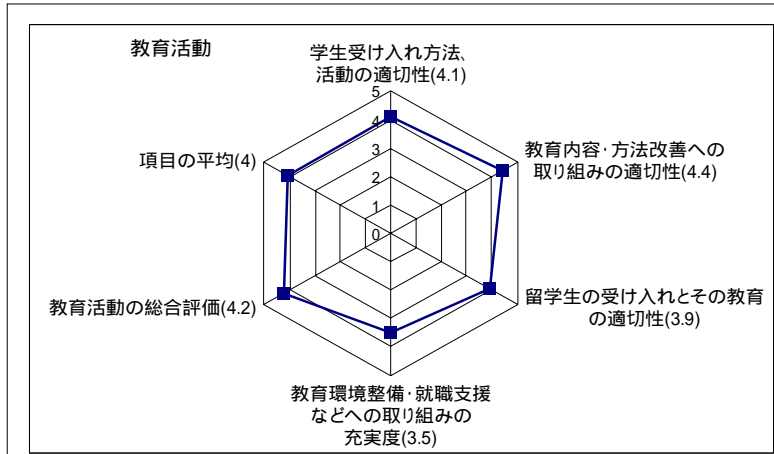 教育活動
学生受け入れ方法、
活動の適切性(4.1)
5
4
3
2
1
0
教育内容･方法改善への
取り組みの適切性(4.4)
留学生の受け入れとその教育
の適切性(3.9)
教育環境整備･就職支援
などへの取り組みの
充実度(3.5)
教育活動の総合評価(4.2)
項目の平均(4)